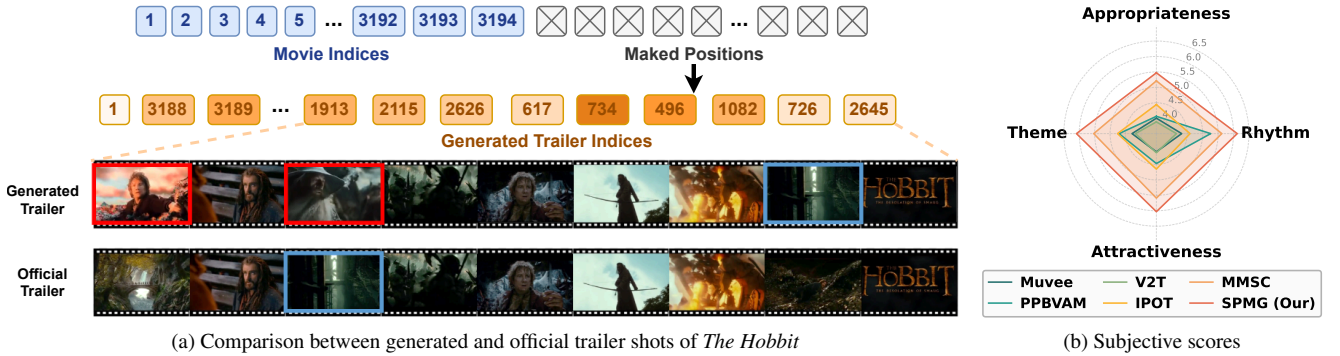 1 2 3 4 5 ... 3192 3193 3194 ...
Movie Indices
Maked Positions
1 3188 3189 ... 1913 2115 2626 617 734 496 1082 726 2645
Generated Trailer Indices
Generated
Trailer
THE
HOBBIT
Official
Trailer
HOBBIT
(a) Comparison between generated and official trailer shots of The Hobbit
Appropriateness
6.5
6.0
5.5
5.0
4.5
4.0
Theme
Rhythm
Attractiveness
Muvee V2T MMSC
PPBVAM IPOT SPMG (Our)
(b) Subjective scores